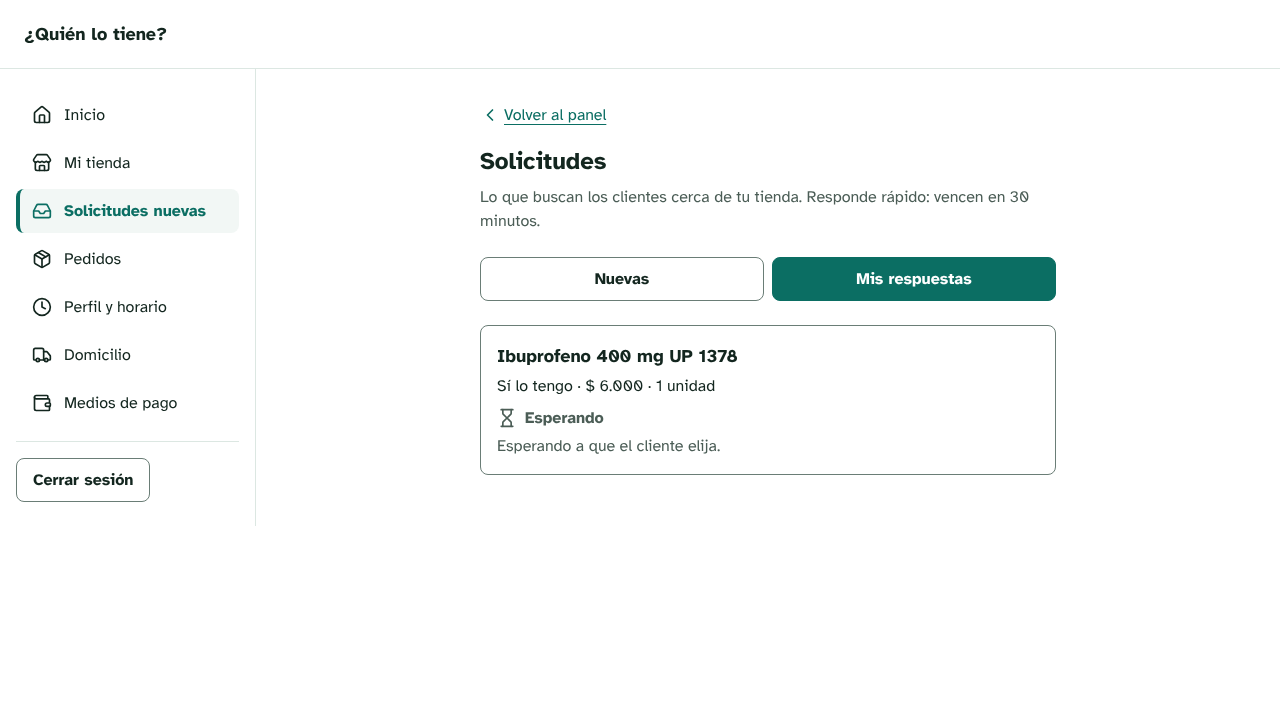 ¿Quién lo tiene?
Inicio
Mi tienda
Solicitudes nuevas
Pedidos
Perfil y horario
Domicilio
Medios de pago
Cerrar sesión
Volver al panel
Solicitudes
Lo que buscan los clientes cerca de tu tienda. Responde rápido: vencen en 30
minutos.
Nuevas
Mis respuestas
Ibuprofeno 400 mg UP 1378
Sí lo tengo · $ 6.000 · 1 unidad
Esperando
Esperando a que el cliente elija.